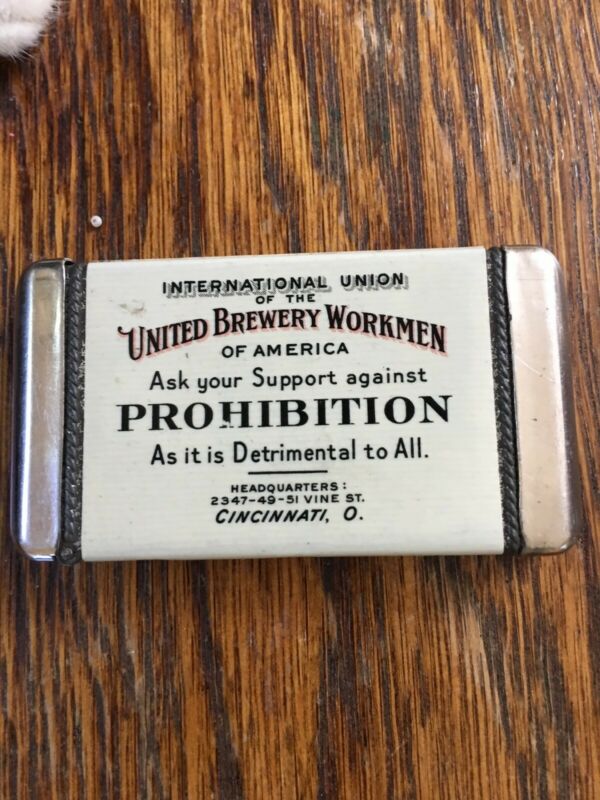 INTERNATIONAL UNION
OF THE
UNITED BREWERY WORKMEN
OF AMERICA
Ask your Support against
PROHIBITION
As it is Detrimental to All.
HEADQUARTERS:
2347-49-51 VINE ST.
CINCINNATI, O.